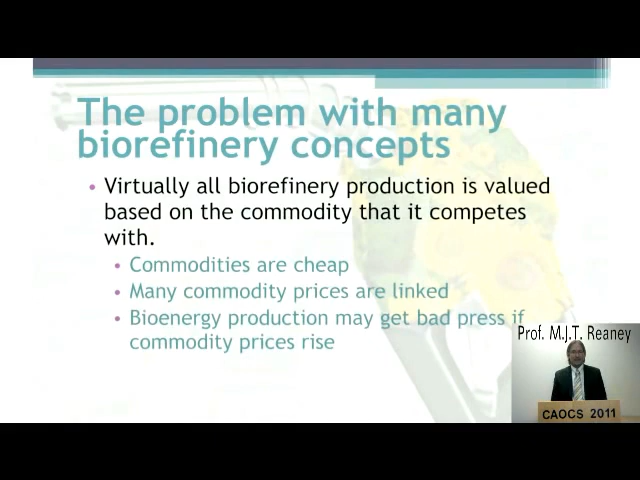 The problem with many
biorefinery concepts
• Virtually all biorefinery production is valued
based on the commodity that it competes
with.
• Commodities are cheap
• Many commodity prices are linked
• Bioenergy production may get bad press if
commodity prices rise
Prof. M.J.T. Reaney
CAOCS 2011